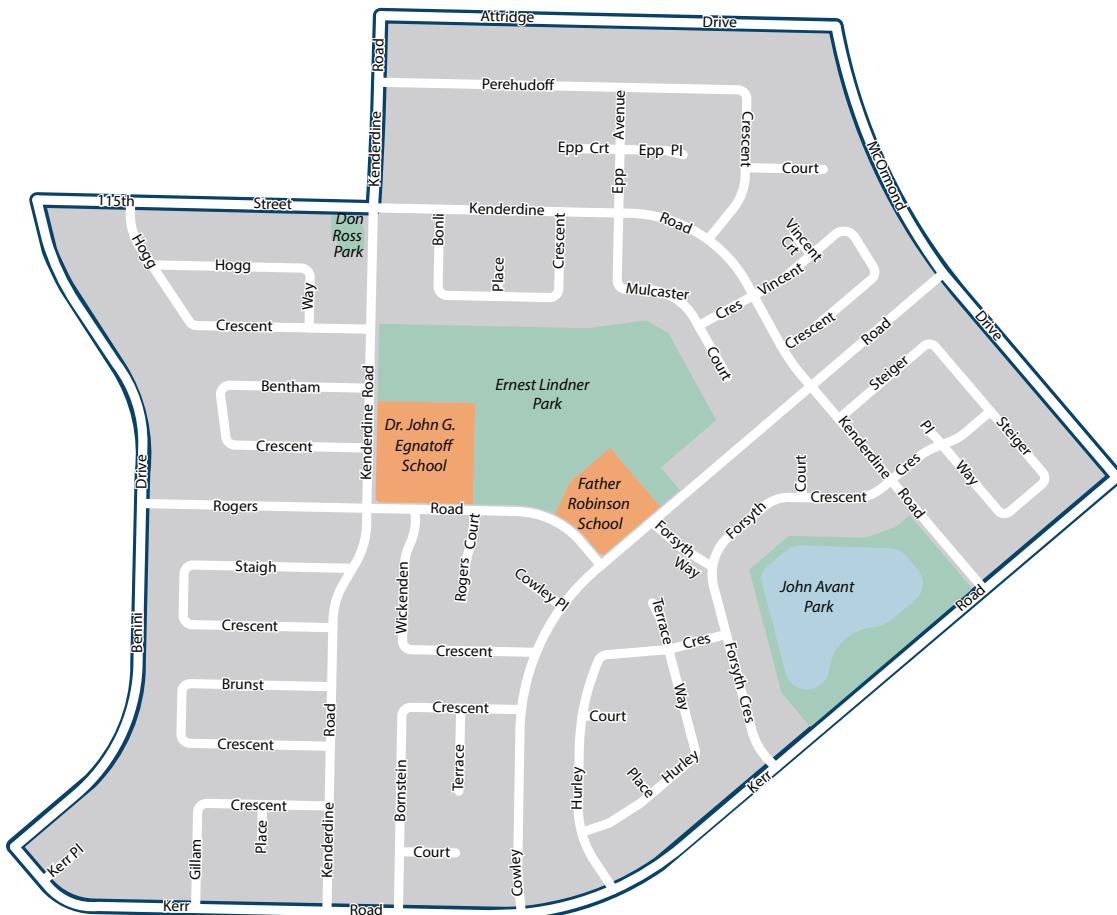 Attridge
Drive
Road
Kenderdine
Perehudoff
Crescent
Avenue
Epp
Epp Crt
Epp Pl
Court
McOrmond
Drive
115th
Street
Don
Ross
Park
Kenderdine
Road
Bonli
Place
Crescent
Hogg
Hogg
Way
Crescent
Mulcaster
Court
Cres
Vincent
Vincent
Crt
Crescent
Road
Bentham
Crescent
Kenderdine Road
Ernest Lindner
Park
Dr. John G.
Egnatoff
School
Father
Robinson
School
Steiger
Steiger
Pl
Way
Kenderdine
Road
Cres
Crescent
Court
Forsyth
Forsyth
Way
Drive
Benini
Rogers
Road
Rogers Court
Wickenden
Crescent
Cowley Pl
Staigh
Crescent
John Avant
Park
Road
Kerr
Terrace
Way
Cres
Forsyth Cres
Brunst
Crescent
Road
Kenderdine
Crescent
Terrace
Bornstein
Court
Cowley
Court
Hurley
Place
Hurley
Crescent
Place
Gillam
Kerr Pl
Kerr
Road